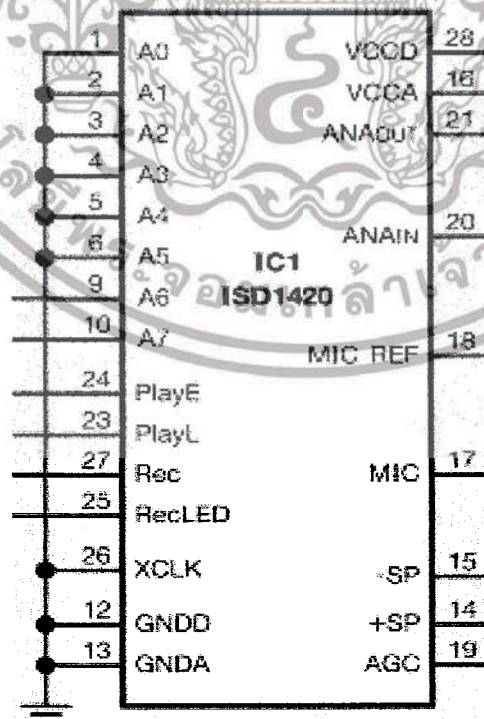 1 A0 VCCD 28
2 A1 VCCA 16
3 A2 ANAOUT 21
4 A3
5 A4 ANAIN 20
6 A5 IC1
9 A6 ISD1420
10 A7 MIC REF 18
24 PlayE
23 PlayL
27 Rec MIC 17
25 RecLED
26 XCLK -SP 15
12 GNDD +SP 14
13 GNDA AGC 19